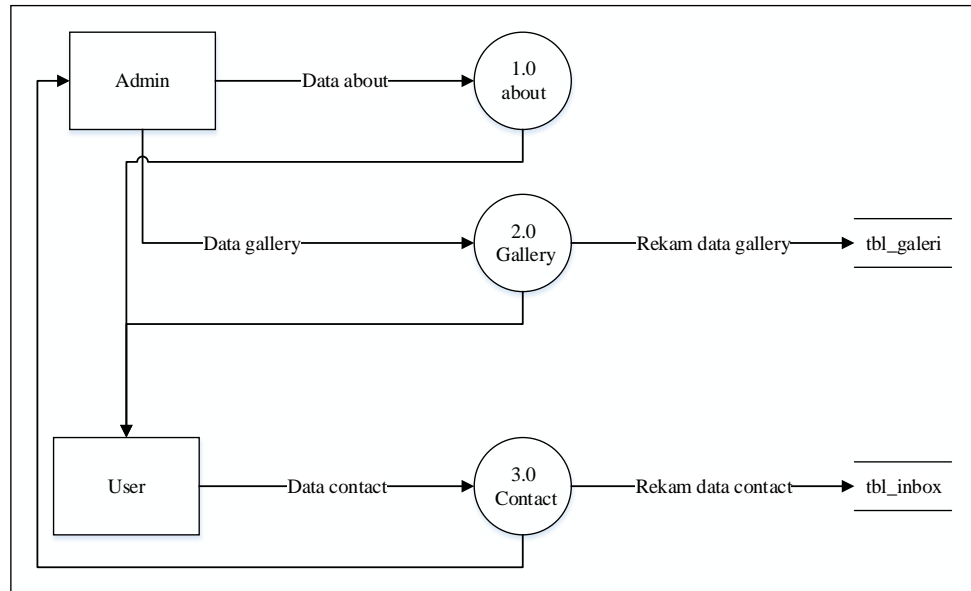 Admin
Data about
1.0
about
Data gallery
2.0
Gallery
Rekam data gallery
tbl_galeri
User
Data contact
3.0
Contact
Rekam data contact
tbl_inbox